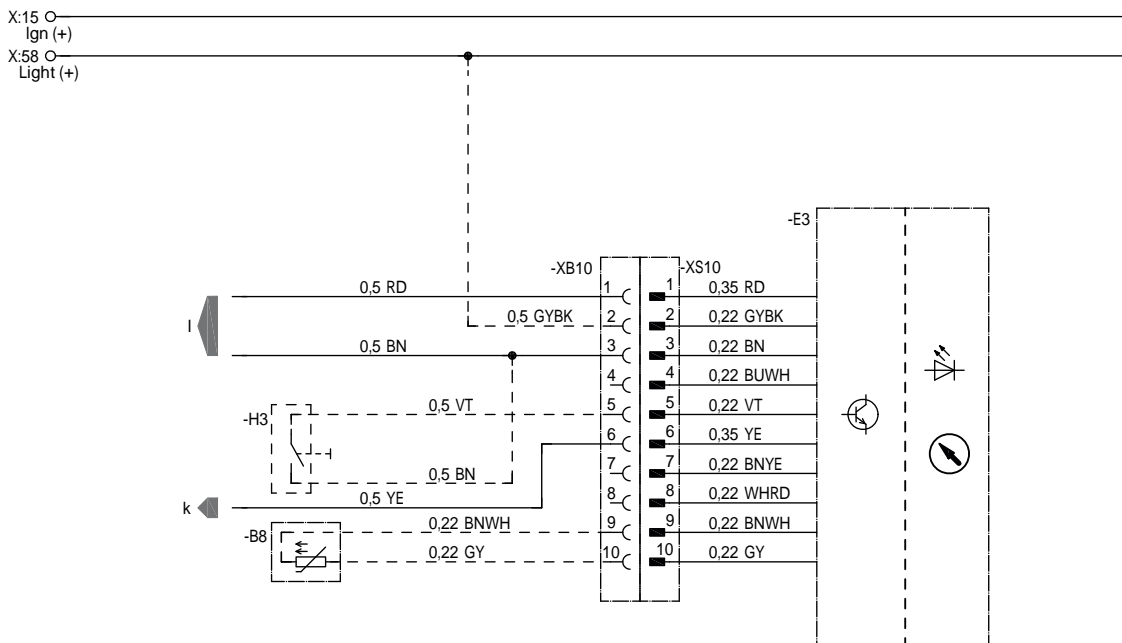 X:15
Ign (+)
X:58
Light (+)
-E3
-XB10
-XS10
0,5 RD
1
1
0,35 RD
l
0,5 GYBK
2
2
0,22 GYBK
0,5 BN
3
3
0,22 BN
4
4
0,22 BUWH
-H3
0,5 VT
5
5
0,22 VT
6
6
0,35 YE
0,5 BN
7
7
0,22 BNYE
k
0,5 YE
8
8
0,22 WHRD
-B8
0,22 BNWH
9
9
0,22 BNWH
0,22 GY
10
10
0,22 GY